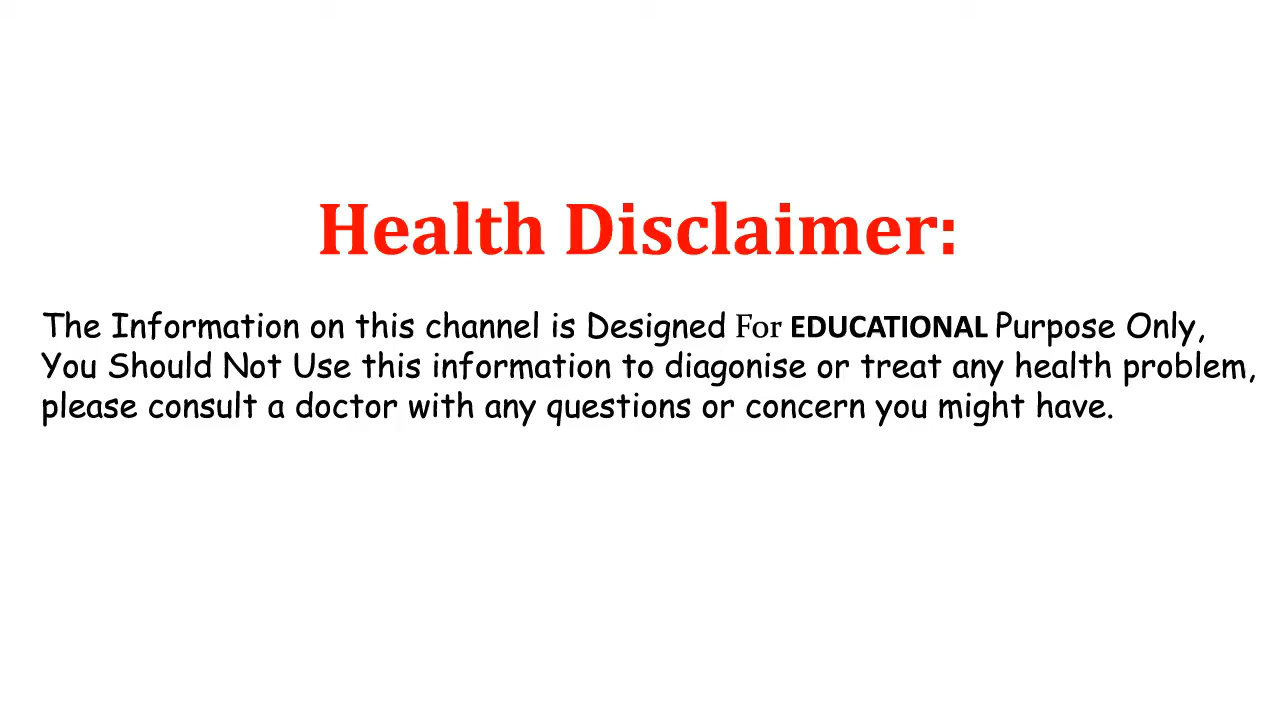 Health Disclaimer:
The Information on this channel is Designed For EDUCATIONAL Purpose Only,
You Should Not Use this information to diagonise or treat any health problem,
please consult a doctor with any questions or concern you might have.